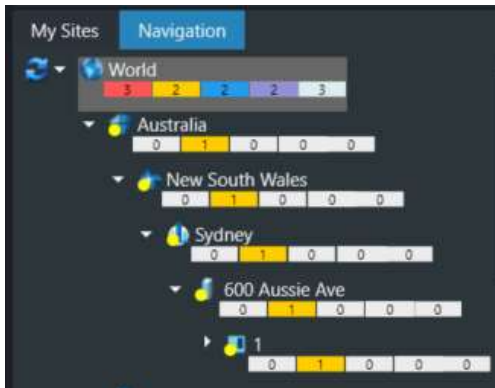 My Sites Navigation
World
3 2 2 2 3
Australia
0 1 0 0 0
New South Wales
0 1 0 0 0
Sydney
0 1 0 0 0
600 Aussie Ave
0 1 0 0 0
1
0 1 0 0 0